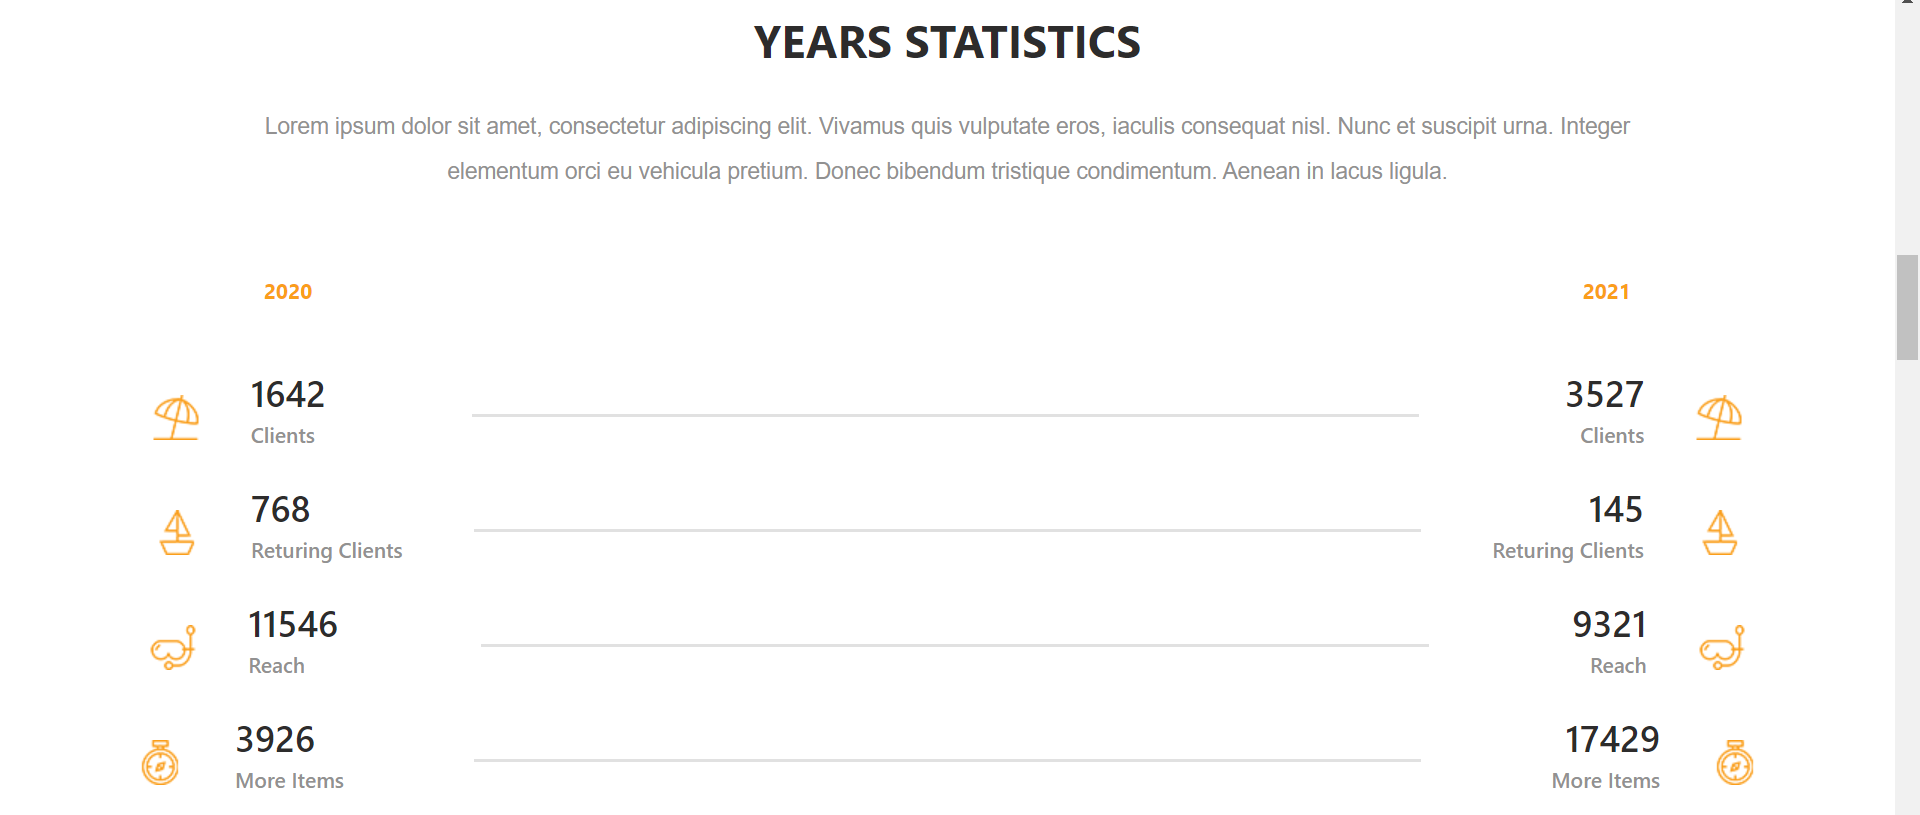 YEARS STATISTICS
Lorem ipsum dolor sit amet, consectetur adipiscing elit. Vivamus quis vulputate eros, iaculis consequat nisl. Nunc et suscipit urna. Integer
elementum orci eu vehicula pretium. Donec bibendum tristique condimentum. Aenean in lacus ligula.
2020 2021
1642 3527
Clients Clients
768 145
Returing Clients Returing Clients
11546 9321
Reach Reach
3926 17429
More Items More Items